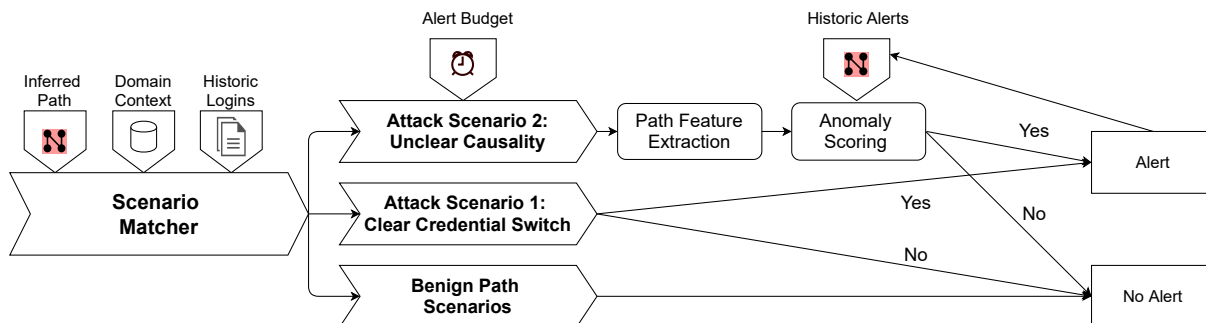 Alert Budget
Historic Alerts
Inferred
Path
Domain
Context
Historic
Logins
Attack Scenario 2:
Unclear Causality
Path Feature
Extraction
Anomaly
Scoring
Yes
Alert
Scenario
Matcher
Attack Scenario 1:
Clear Credential Switch
Yes
No
No
Benign Path
Scenarios
No Alert